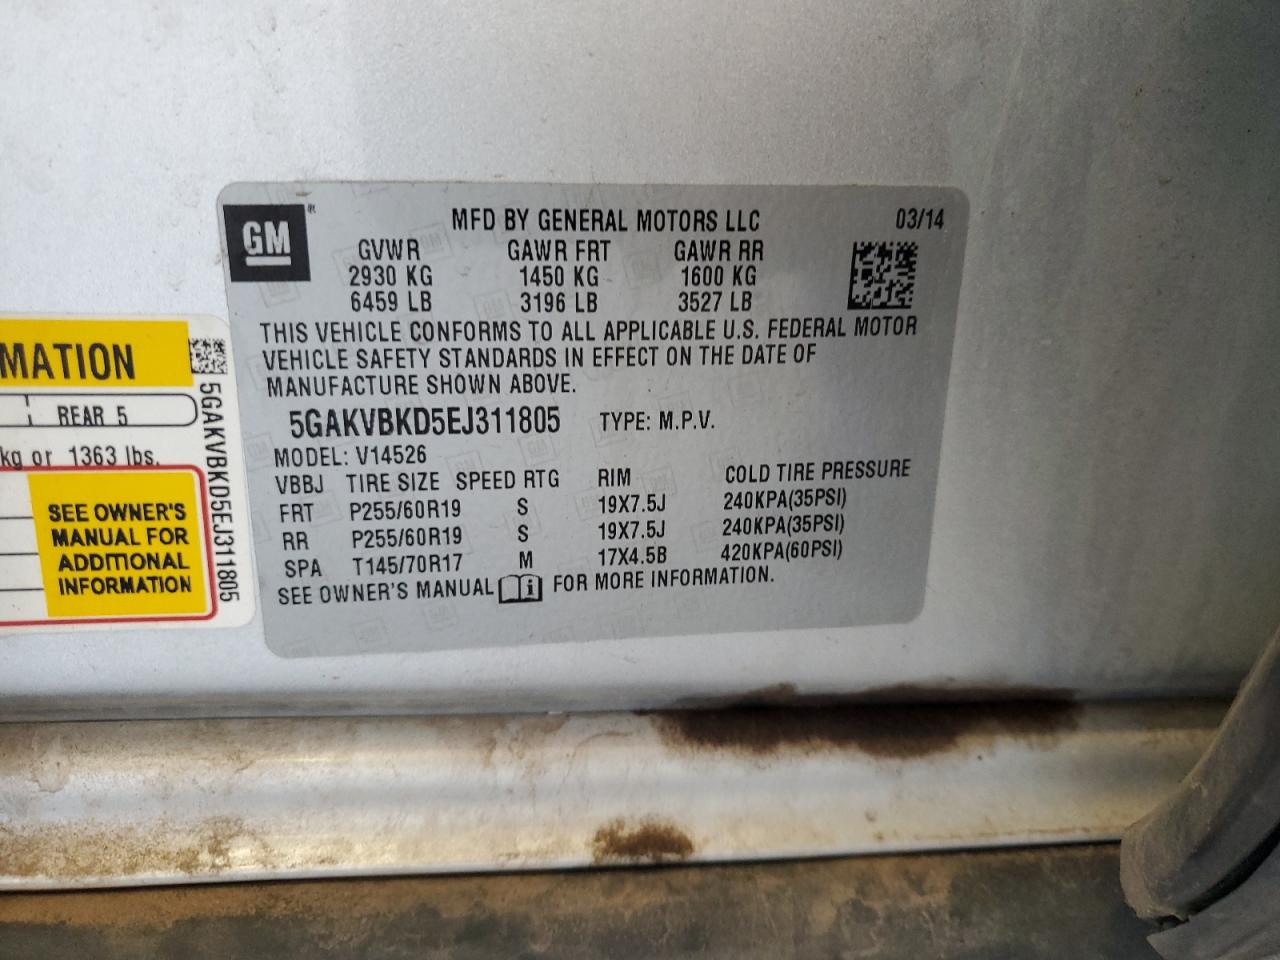 GM
®
MFD BY GENERAL MOTORS LLC 03/14
GVWR GAWR FRT GAWR RR
2930 KG 1450 KG 1600 KG
6459 LB 3196 LB 3527 LB
THIS VEHICLE CONFORMS TO ALL APPLICABLE U.S. FEDERAL MOTOR
VEHICLE SAFETY STANDARDS IN EFFECT ON THE DATE OF
MANUFACTURE SHOWN ABOVE.
5GAKVBKD5EJ311805 TYPE: M.P.V.
MODEL: V14526
VBBJ TIRE SIZE SPEED RTG RIM COLD TIRE PRESSURE
FRT P255/60R19 S 19X7.5J 240KPA(35PSI)
RR P255/60R19 S 19X7.5J 240KPA(35PSI)
SPA T145/70R17 M 17X4.5B 420KPA(60PSI)
SEE OWNER'S MANUAL i FOR MORE INFORMATION.
MATION
REAR 5
kg or 1363 lbs.
SEE OWNER'S
MANUAL FOR
ADDITIONAL
INFORMATION
5GAKVBKD5EJ311805